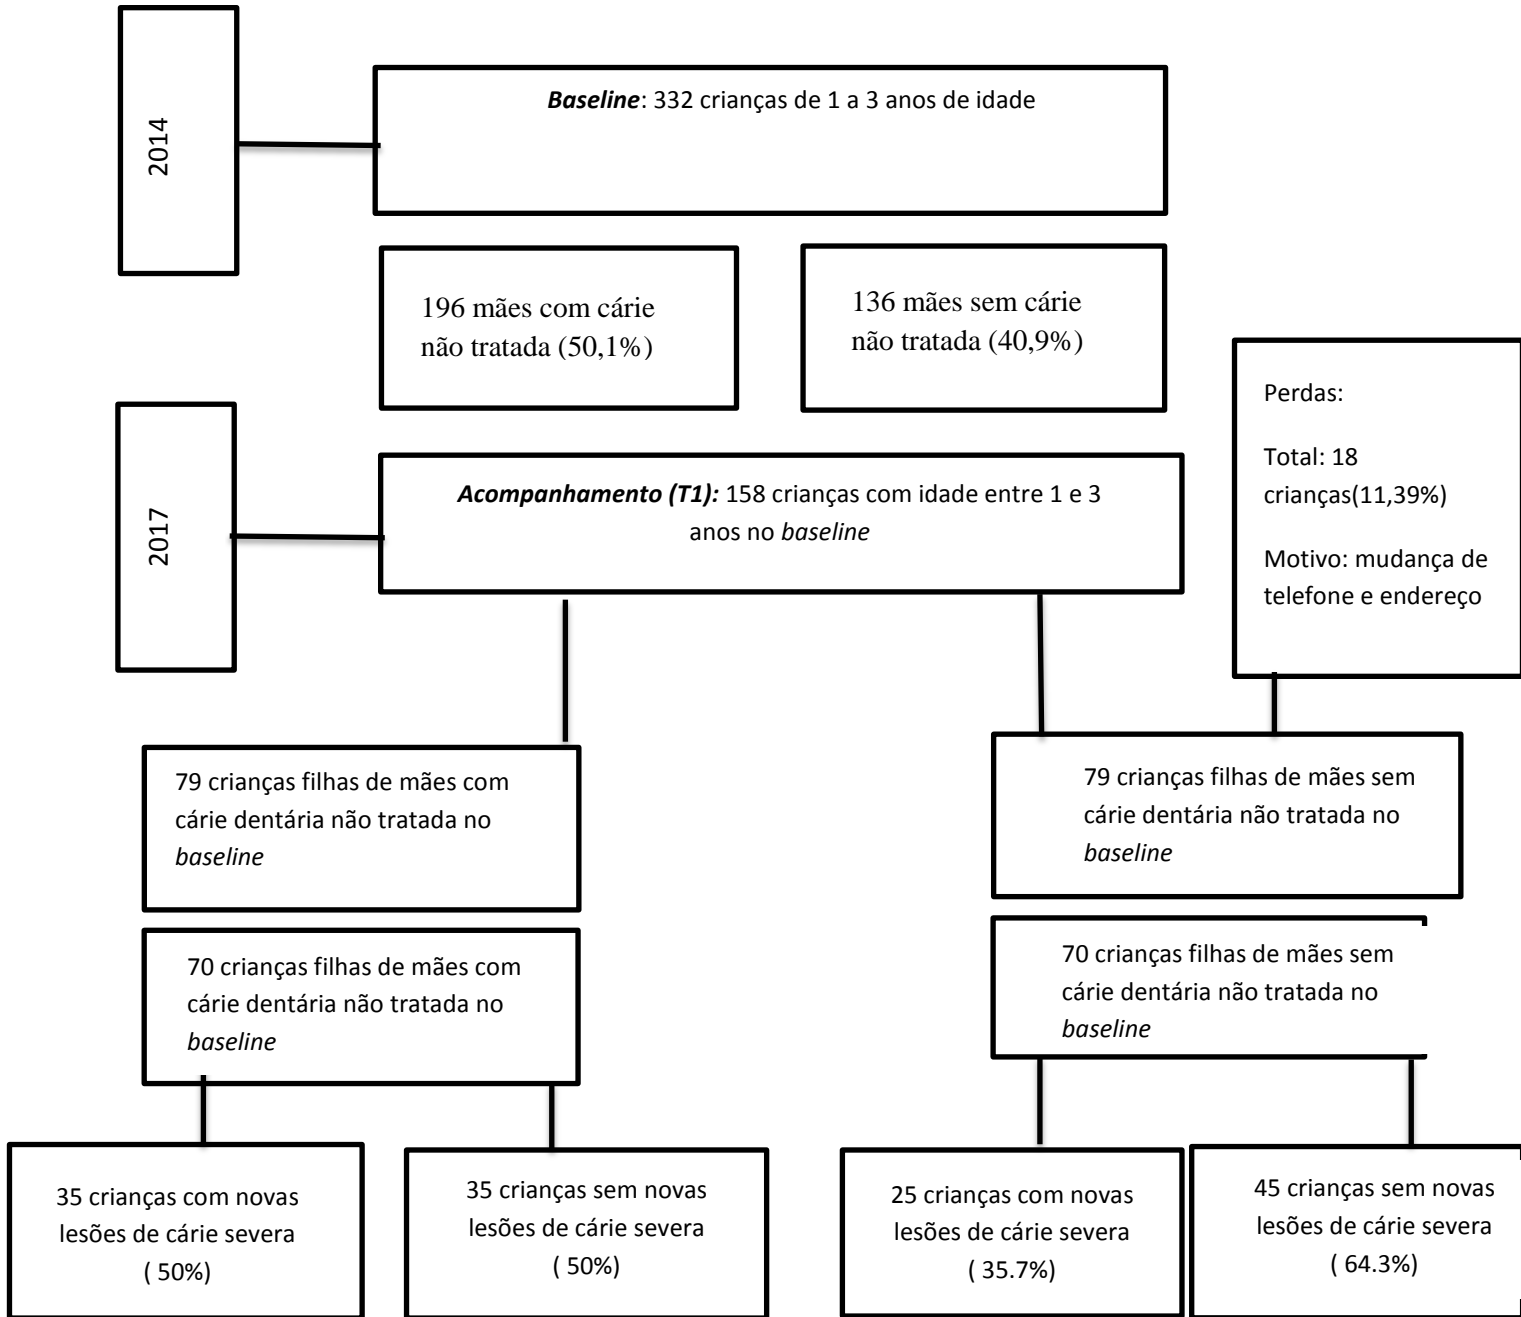 2014
Baseline: 332 crianças de 1 a 3 anos de idade
196 mães com cárie
não tratada (50,1%)
136 mães sem cárie
não tratada (40,9%)
Perdas:
Total: 18
crianças(11,39%)
Motivo: mudança de
telefone e endereço
2017
Acompanhamento (T1): 158 crianças com idade entre 1 e 3
anos no baseline
79 crianças filhas de mães com
cárie dentária não tratada no
baseline
79 crianças filhas de mães sem
cárie dentária não tratada no
baseline
70 crianças filhas de mães com
cárie dentária não tratada no
baseline
70 crianças filhas de mães sem
cárie dentária não tratada no
baseline
35 crianças com novas
lesões de cárie severa
( 50%)
35 crianças sem novas
lesões de cárie severa
( 50%)
25 crianças com novas
lesões de cárie severa
( 35.7%)
45 crianças sem novas
lesões de cárie severa
( 64.3%)